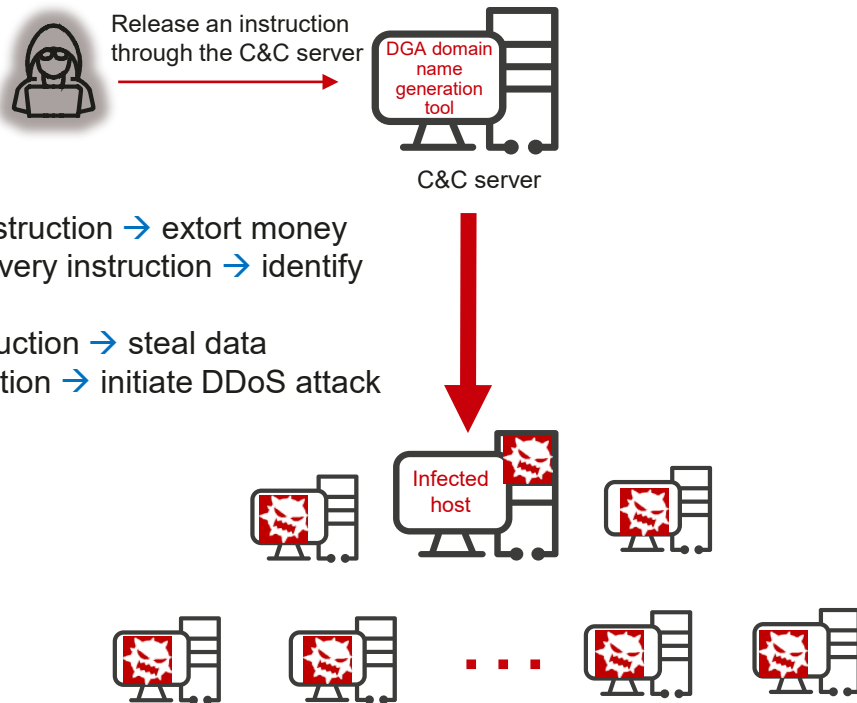 Release an instruction
through the C&C server
DGA domain
name
generation
tool
C&C server
struction → extort money
very instruction → identify
uction → steal data
tion → initiate DDoS attack
Infected
host